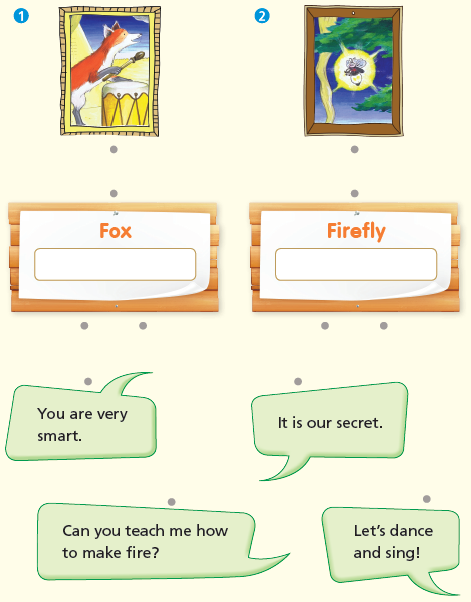 1
2
Fox
Firefly
You are very
smart.
It is our secret.
Can you teach me how
to make fire?
Let's dance
and sing!